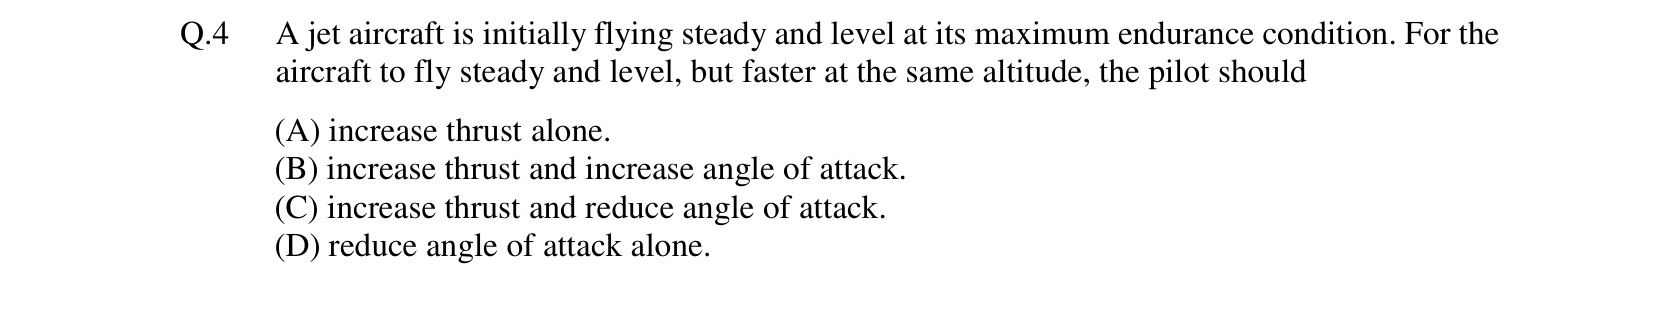 Q.4 A jet aircraft is initially flying steady and level at its maximum endurance condition. For the
aircraft to fly steady and level, but faster at the same altitude, the pilot should
(A) increase thrust alone.
(B) increase thrust and increase angle of attack.
(C) increase thrust and reduce angle of attack.
(D) reduce angle of attack alone.